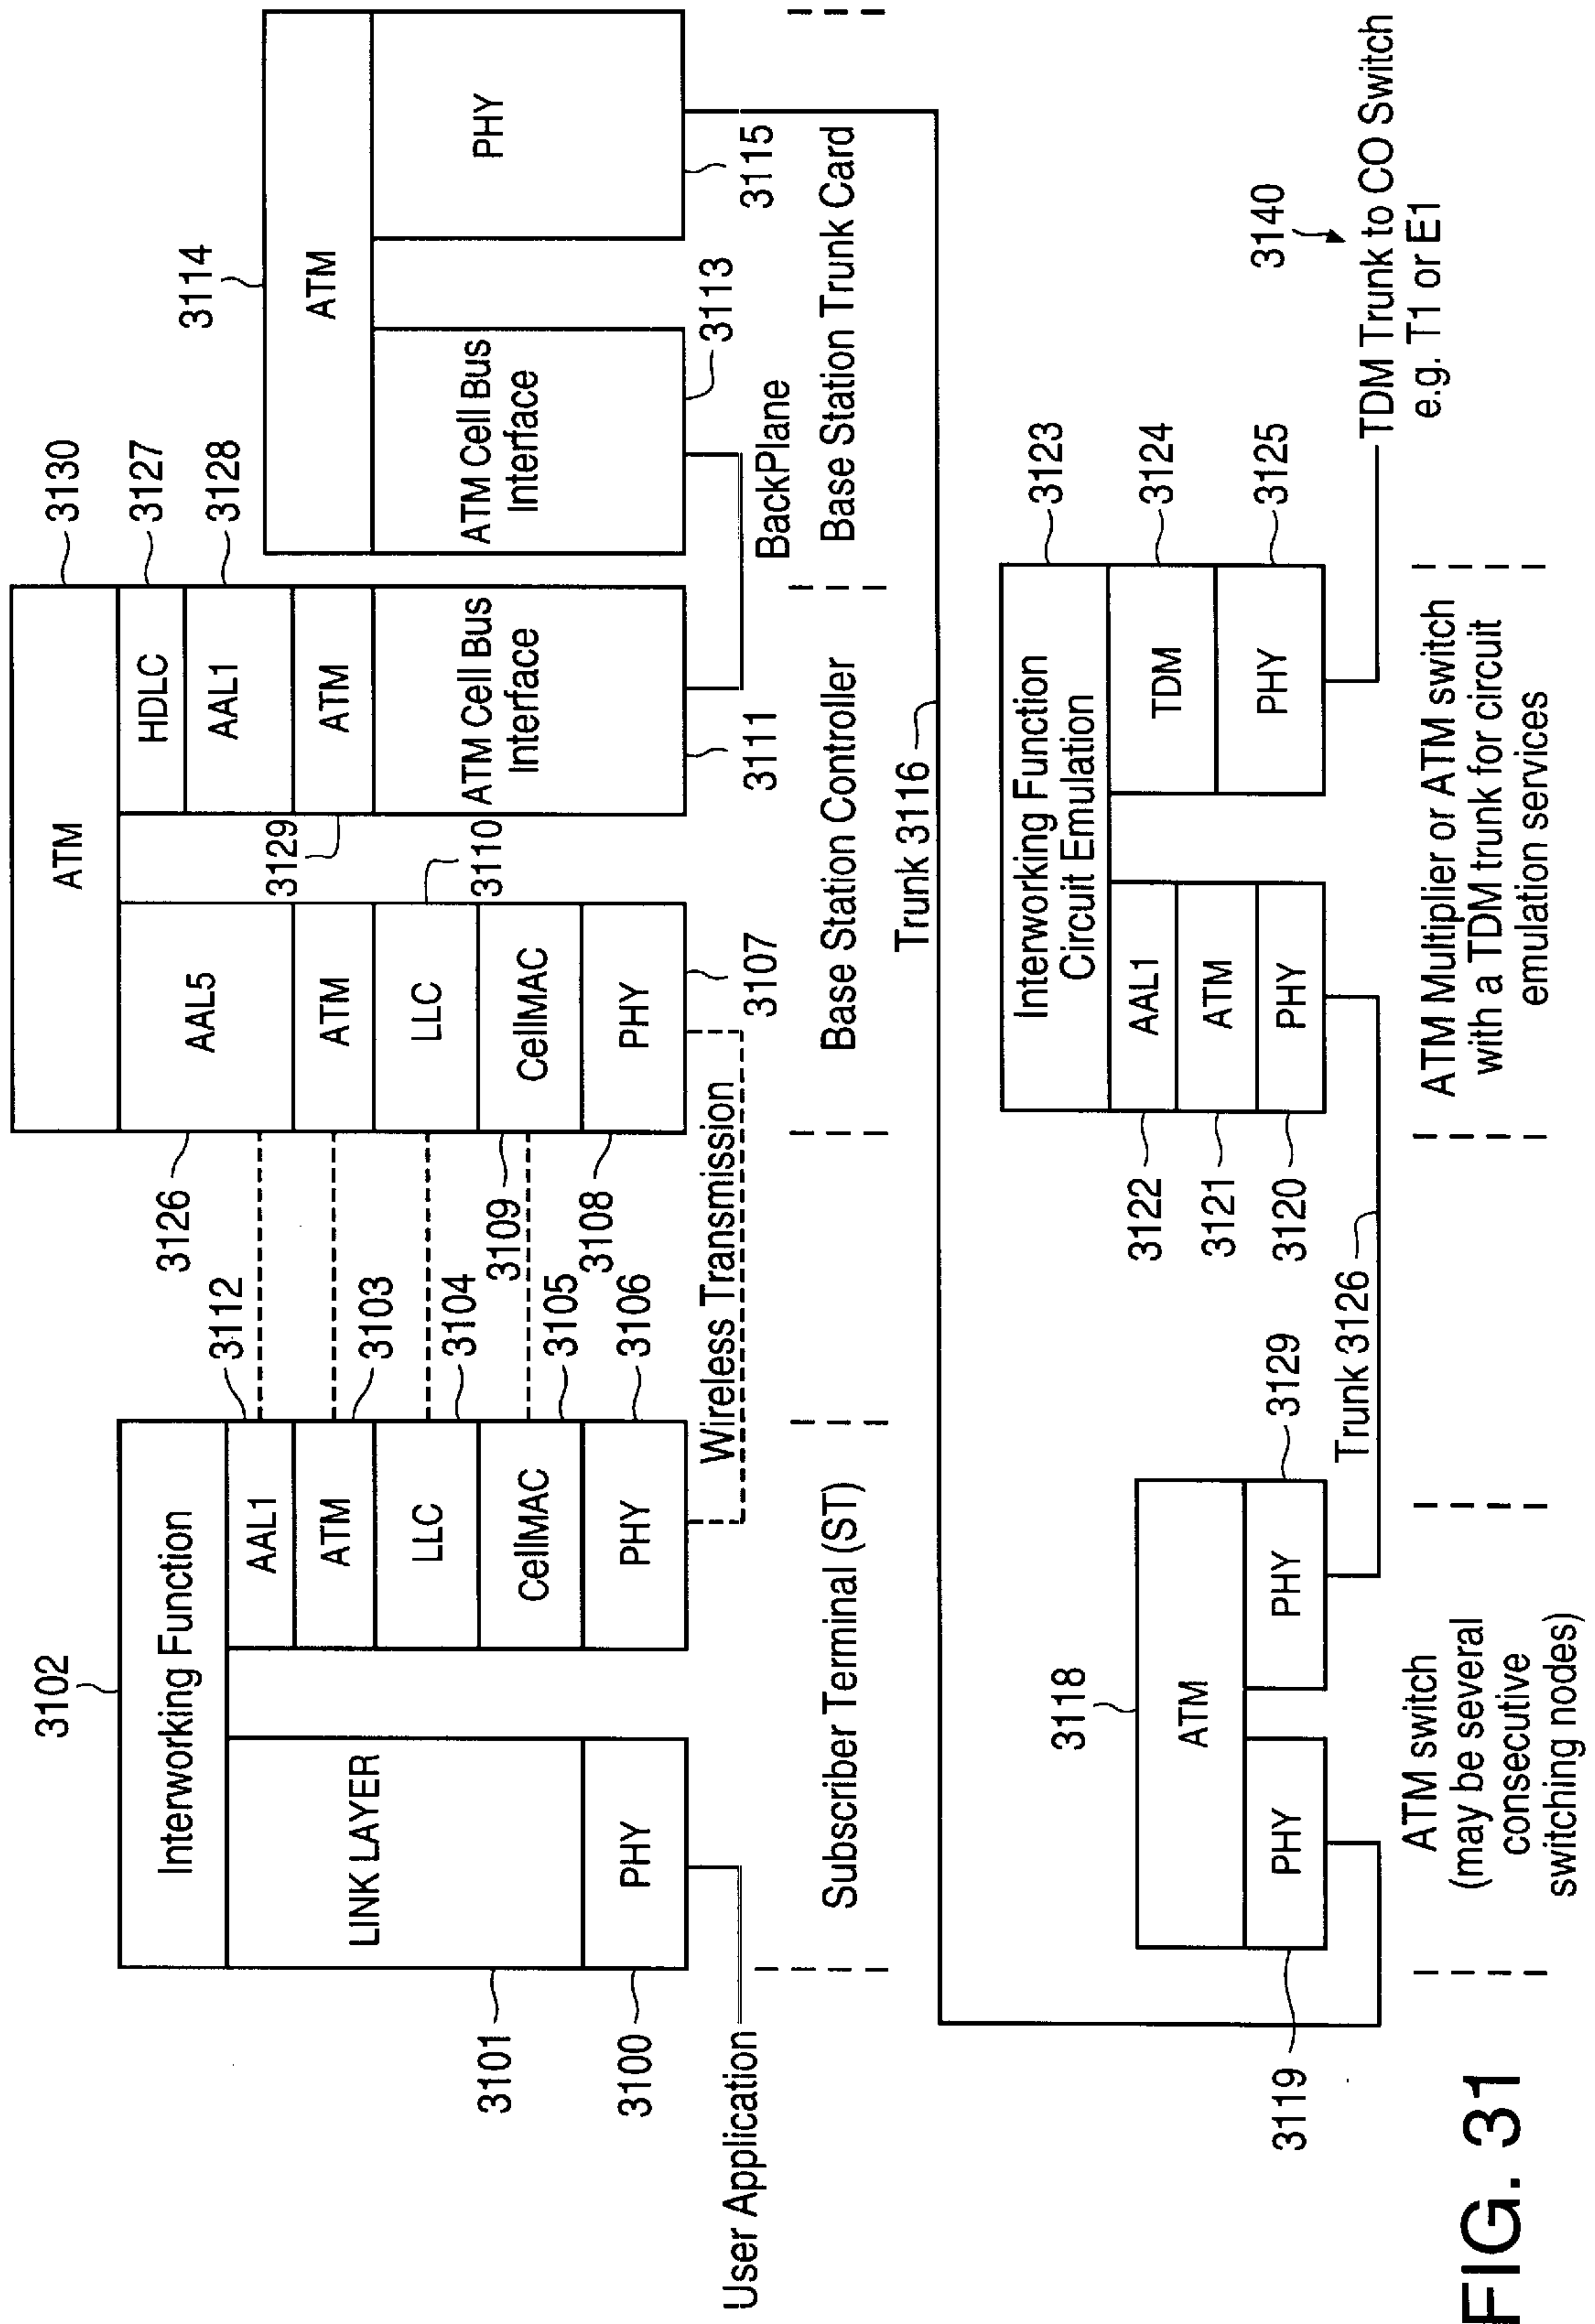 3102
Interworking Function
LINK LAYER
PHY
AAL1
ATM
LLC
CellMAC
PHY
3101
3100
User Application
3112
3103
3104
3105
3106
Subscriber Terminal (ST)
Wireless Transmission
3126
3109
3108
ATM
3130
AAL5
ATM
LLC
CellMAC
PHY
3129
3110
3107
HDLC
AAL1
ATM
ATM Cell Bus
Interface
3127
3128
3111
Base Station Controller
BackPlane
3114
ATM
ATM Cell Bus
Interface
PHY
3113
3115
Base Station Trunk Card
Trunk 3116
3118
ATM
PHY
PHY
3119
3129
ATM switch
(may be several
consecutive
switching nodes)
Trunk 3126
Interworking Function
Circuit Emulation
3123
AAL1
ATM
PHY
3122
3121
3120
TDM
PHY
3124
3125
ATM Multiplier or ATM switch
with a TDM trunk for circuit
emulation services
3140
TDM Trunk to CO Switch
e.g. T1 or E1
FIG. 31